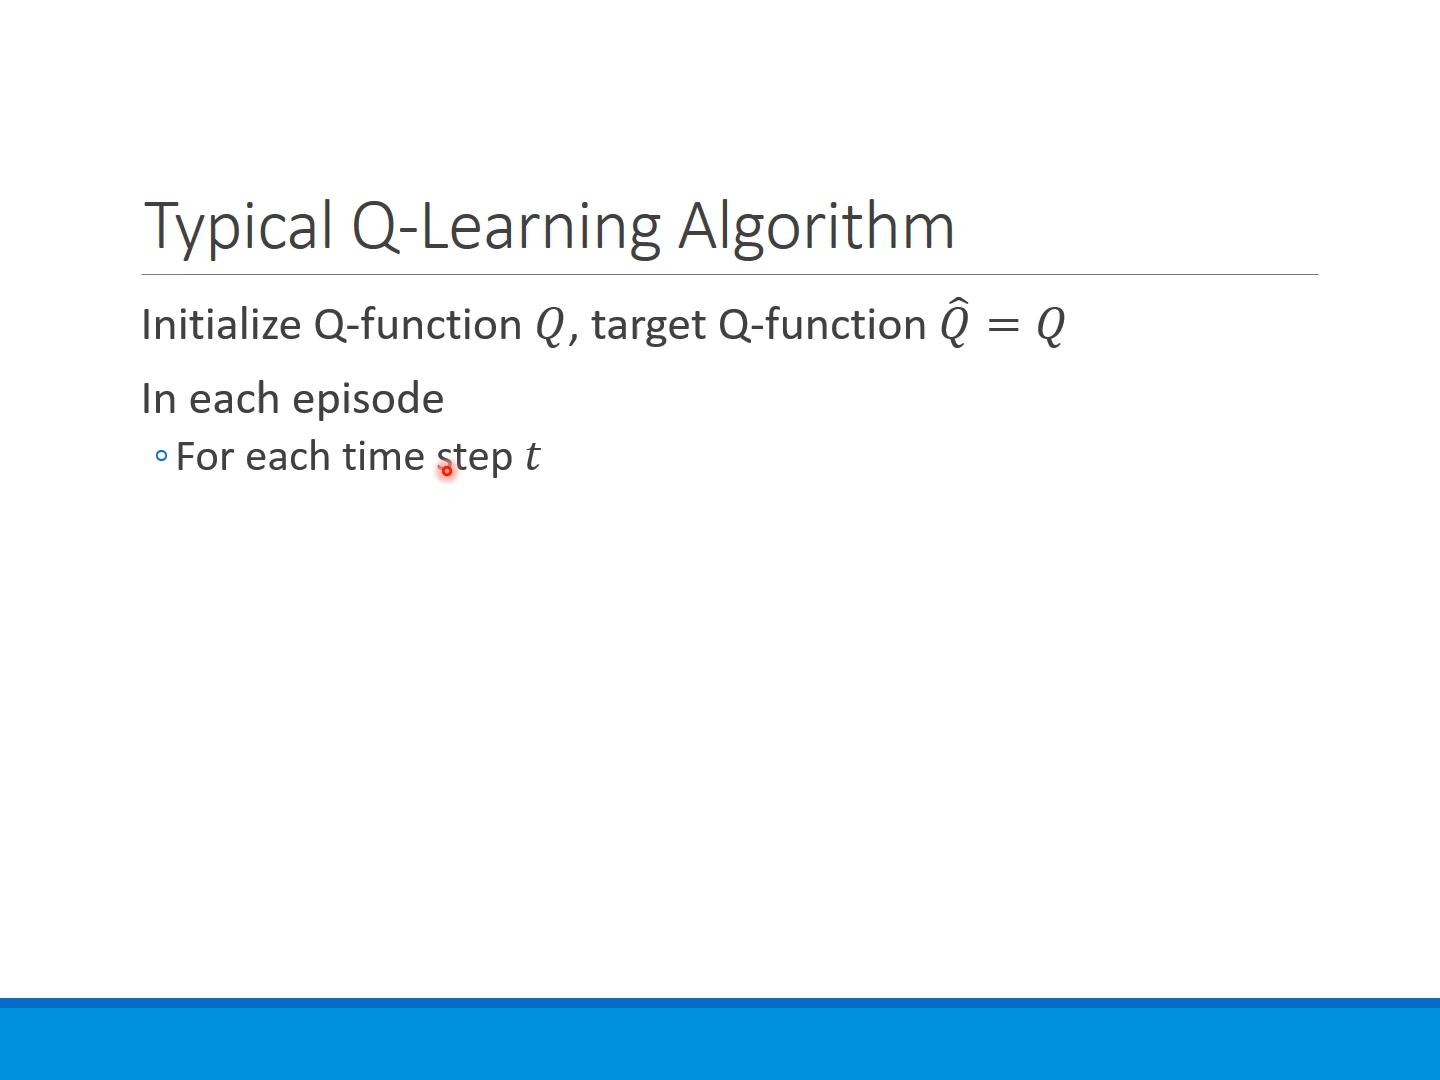 Typical Q-Learning Algorithm
Initialize Q-function Q, target Q-function Q̂ = Q
In each episode
◦For each time step t